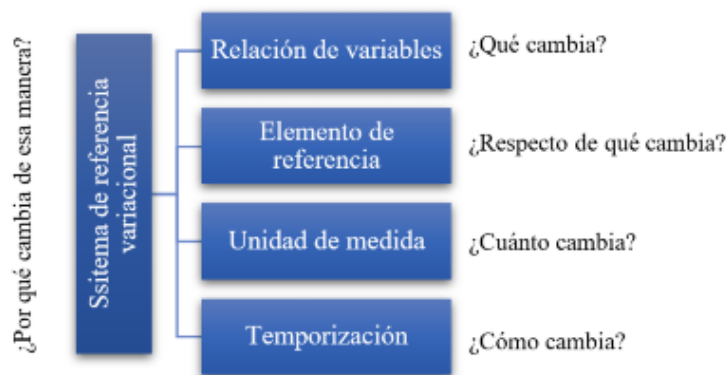 ¿Por qué cambia de esa manera?
Ssitema de referencia
variacional
Relación de variables
¿Qué cambia?
Elemento de
referencia
¿Respecto de qué cambia?
Unidad de medida
¿Cuánto cambia?
Temporización
¿Cómo cambia?